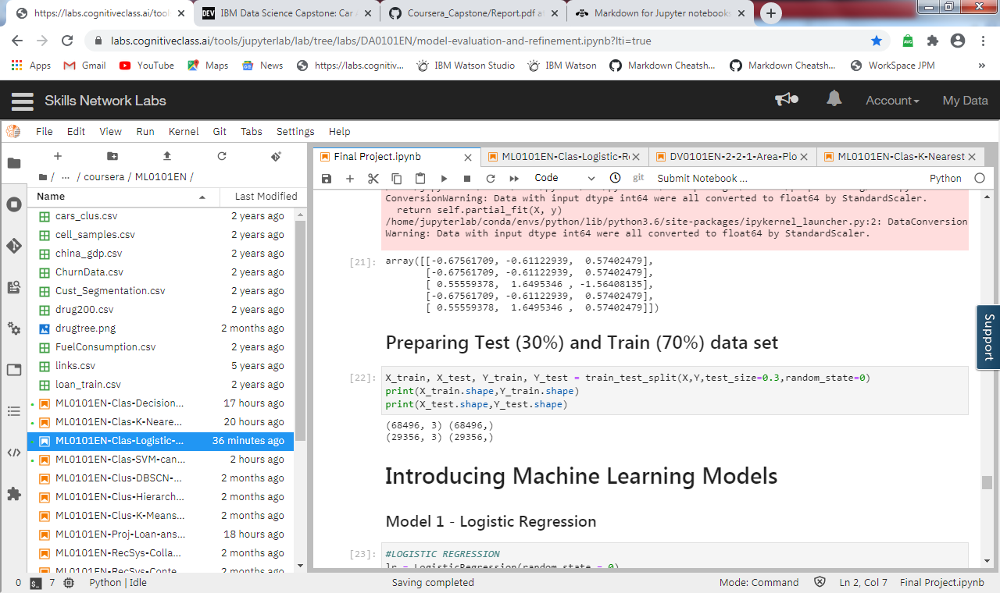 https://labs.cognitiveclass.ai/tool
IBM Data Science Capstone: Car A
Coursera_Capstone/Report.pdf at
Markdown for Jupyter notebooks
labs.cognitiveclass.ai/tools/jupyterlab/lab/tree/labs/DA0101EN/model-evaluation-and-refinement.ipynb?lti=true
Apps
Gmail
YouTube
Maps
News
https://labs.cognitiv...
IBM Watson Studio
IBM Watson
Markdown Cheatsh...
Markdown Cheatsh...
WorkSpace JPM
»
Skills Network Labs
Account
My Data
File Edit View Run Kernel Git Tabs Settings Help
/ ... / coursera / ML0101EN /
Name Last Modified
cars_clus.csv 2 years ago
cell_samples.csv 2 years ago
china_gdp.csv 2 years ago
ChurnData.csv 2 years ago
Cust_Segmentation.csv 2 years ago
drug200.csv 2 years ago
drugtree.png 2 months ago
FuelConsumption.csv 2 years ago
links.csv 5 years ago
loan_train.csv 2 years ago
ML0101EN-Clas-Decision... 17 hours ago
ML0101EN-Clas-K-Neare... 20 hours ago
ML0101EN-Clas-Logistic-... 36 minutes ago
ML0101EN-Clas-SVM-can... 2 hours ago
ML0101EN-Clus-DBSCN-... 2 months ago
ML0101EN-Clus-Hierarch... 2 months ago
ML0101EN-Clus-K-Means... 2 months ago
ML0101EN-Proj-Loan-ans... 18 hours ago
ML0101EN-RecSys-Colla... 2 months ago
ML0101EN-RecSys-Conte... 2 months ago
Final Project.ipynb
ML0101EN-Clas-Logistic-Re
DV0101EN-2-2-1-Area-Plo
ML0101EN-Clas-K-Nearest
Code
git
Submit Notebook ...
Python
ConversionWarning: Data with input dtype int64 were all converted to float64 by StandardScaler.
return self.partial_fit(X, y)
/home/jupyterlab/conda/envs/python/lib/python3.6/site-packages/ipykernel_launcher.py:2: DataConversion
Warning: Data with input dtype int64 were all converted to float64 by StandardScaler.
[21]: array([[-0.67561709, -0.61122939, 0.57402479],
[-0.67561709, -0.61122939, 0.57402479],
[ 0.55559378, 1.6495346 , -1.56408135],
[-0.67561709, -0.61122939, 0.57402479],
[ 0.55559378, 1.6495346 , 0.57402479]])
Preparing Test (30%) and Train (70%) data set
[22]: X_train, X_test, Y_train, Y_test = train_test_split(X,Y,test_size=0.3,random_state=0)
print(X_train.shape,Y_train.shape)
print(X_test.shape,Y_test.shape)
(68496, 3) (68496,)
(29356, 3) (29356,)
Introducing Machine Learning Models
Model 1 - Logistic Regression
[23]: #LOGISTIC REGRESSION
lr = LogisticRegression(random_state = 0)
Support
0
7
Python | Idle
Saving completed
Mode: Command
Ln 2, Col 7
Final Project.ipynb